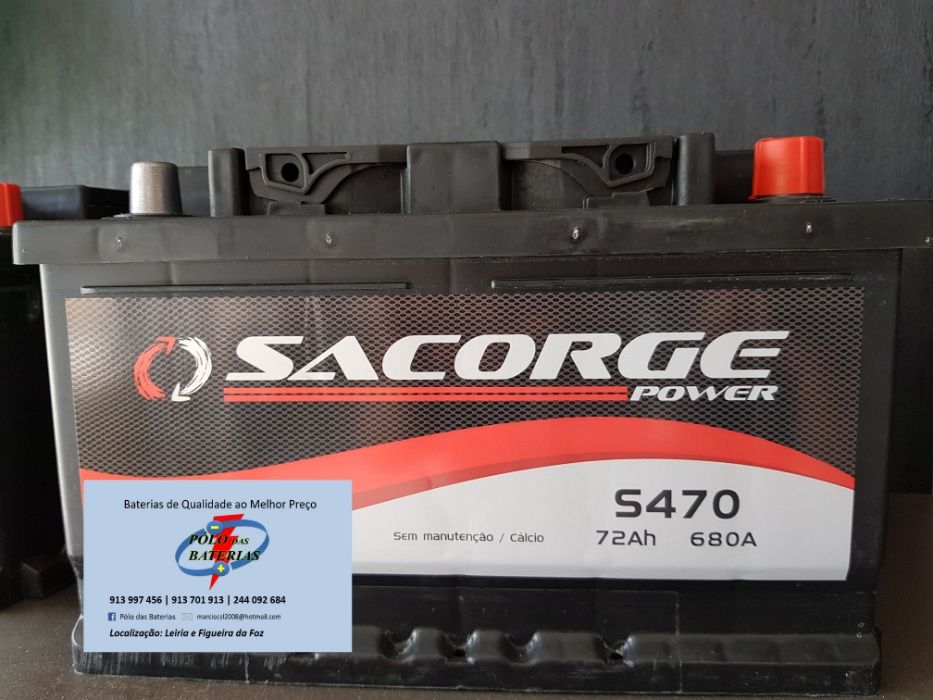 SACORGE
POWER
S470
Sem manutenção / Cálcio 72Ah 680A
Baterias de Qualidade ao Melhor Preço
PÓLO DAS
BATERIAS
913 997 456 | 913 701 913 | 244 092 684
Pólo das Baterias marciocsl2008@hotmail.com
Localização: Leiria e Figueira da Foz